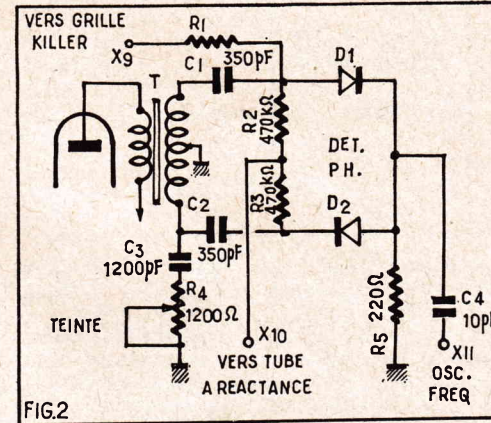 VERS GRILLE
KILLER
X9
R1
C1
350pF
D1
T
R2
470kΩ
DET.
PH.
R3
470kΩ
C2
350pF
D2
C3
1200pF
R4
1200Ω
TEINTE
X10
VERS TUBE
A REACTANCE
R5 220Ω
C4
X11
OSC.
FREQ
FIG.2